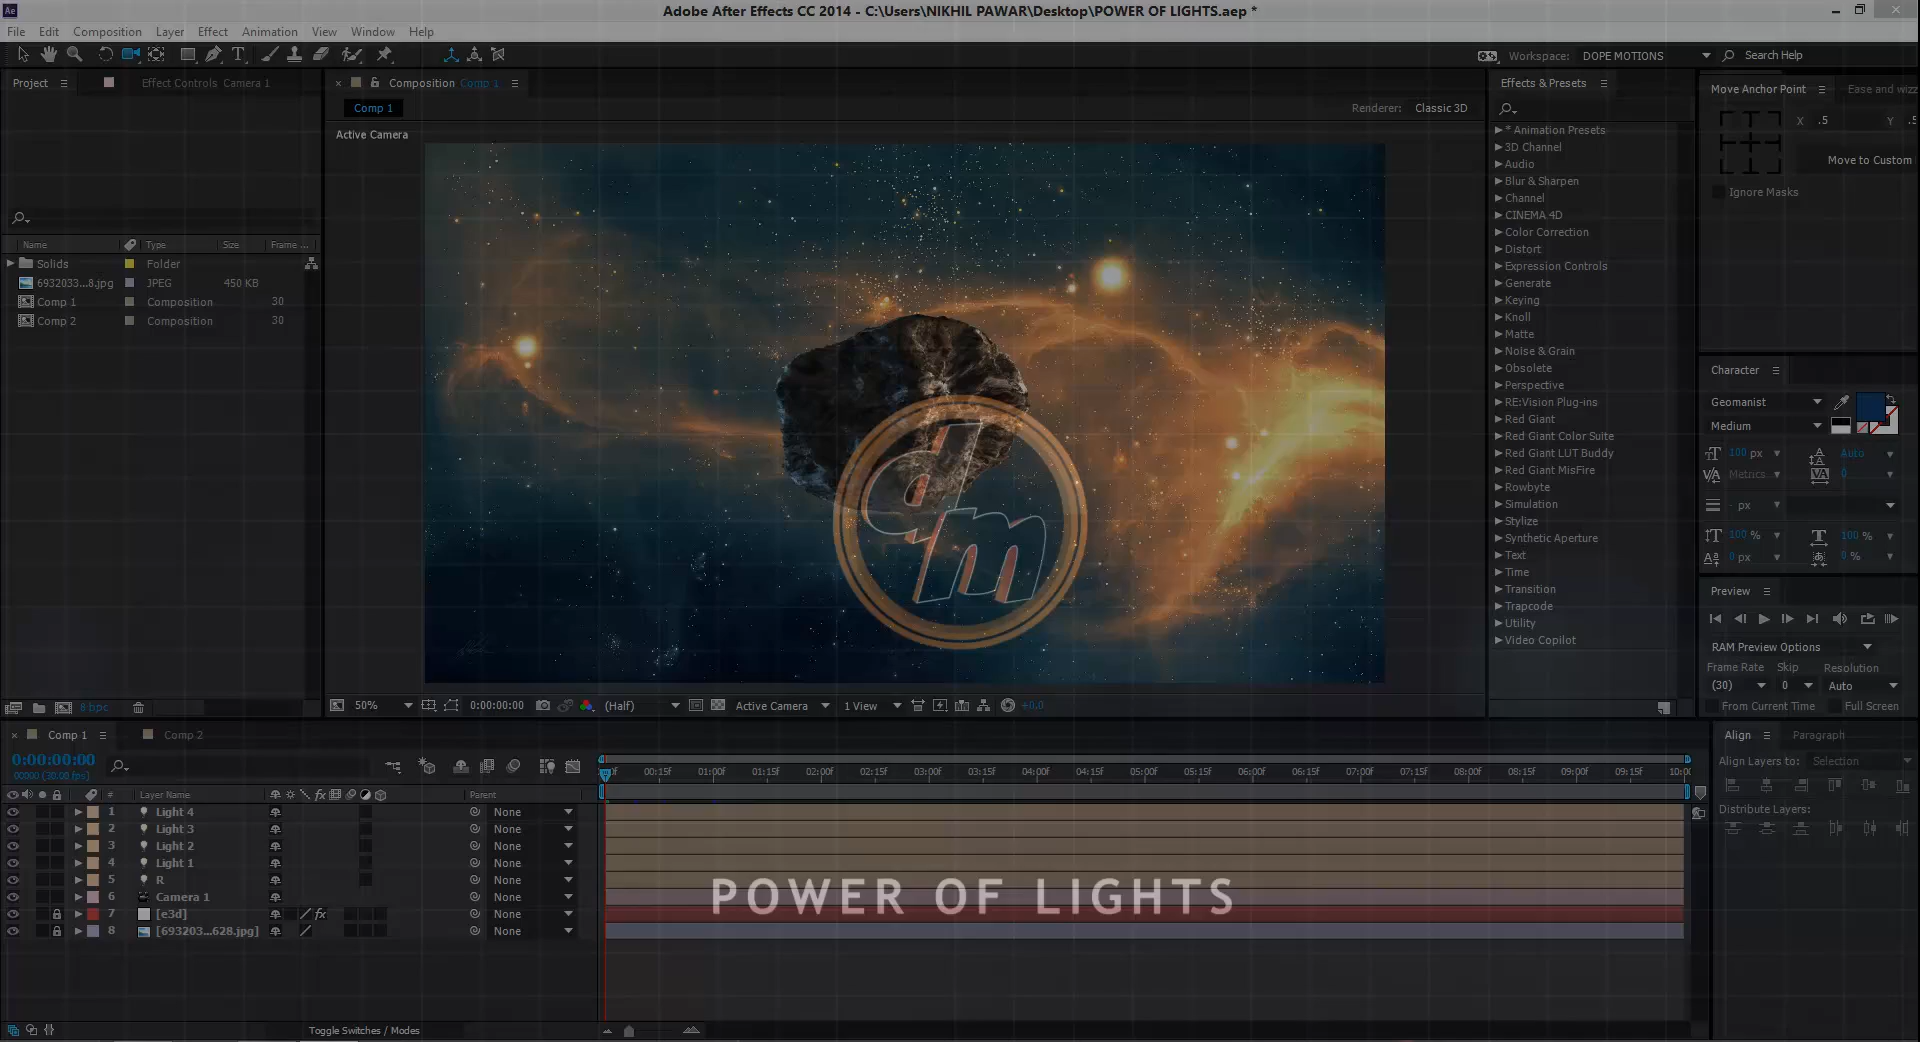 Adobe After Effects CC 2014 - C:\Users\NIKHIL PAWAR\Desktop\POWER OF LIGHTS.aep *
File Edit Composition Layer Effect Animation View Window Help
Workspace: DOPE MOTIONS Search Help
Project Effect Controls Camera 1
Composition Comp 1
Comp 1
Renderer: Classic 3D
Active Camera
Name Type Size Frame ...
Solids Folder
6932033...8.jpg JPEG 450 KB
Comp 1 Composition 30
Comp 2 Composition 30
8 bpc
dm
50% 0:00:00:00 (Half) Active Camera 1 View +0.0
Effects & Presets
* Animation Presets
3D Channel
Audio
Blur & Sharpen
Channel
CINEMA 4D
Color Correction
Distort
Expression Controls
Generate
Keying
Knoll
Matte
Noise & Grain
Obsolete
Perspective
RE:Vision Plug-ins
Red Giant
Red Giant Color Suite
Red Giant LUT Buddy
Red Giant MisFire
Rowbyte
Simulation
Stylize
Synthetic Aperture
Text
Time
Transition
Trapcode
Utility
Video Copilot
Move Anchor Point Ease and wizz
X .5 Y .5
Move to Custom
Ignore Masks
Character
Geomanist
Medium
100 px Auto
Metrics 0
- px
100 % 100 %
0 px 0 %
Preview
RAM Preview Options
Frame Rate Skip Resolution
(30) 0 Auto
From Current Time Full Screen
Comp 1 Comp 2
0:00:00:00
00000 (30.00 fps)
00:15f 01:00f 01:15f 02:00f 02:15f 03:00f 03:15f 04:00f 04:15f 05:00f 05:15f 06:00f 06:15f 07:00f 07:15f 08:00f 08:15f 09:00f 09:15f 10:00
# Layer Name Parent
1 Light 4 None
2 Light 3 None
3 Light 2 None
4 Light 1 None
5 R None
6 Camera 1 None
7 [e3d] fx None
8 [693203...628.jpg] None
POWER OF LIGHTS
Toggle Switches / Modes
Align Paragraph
Align Layers to: Selection
Distribute Layers: